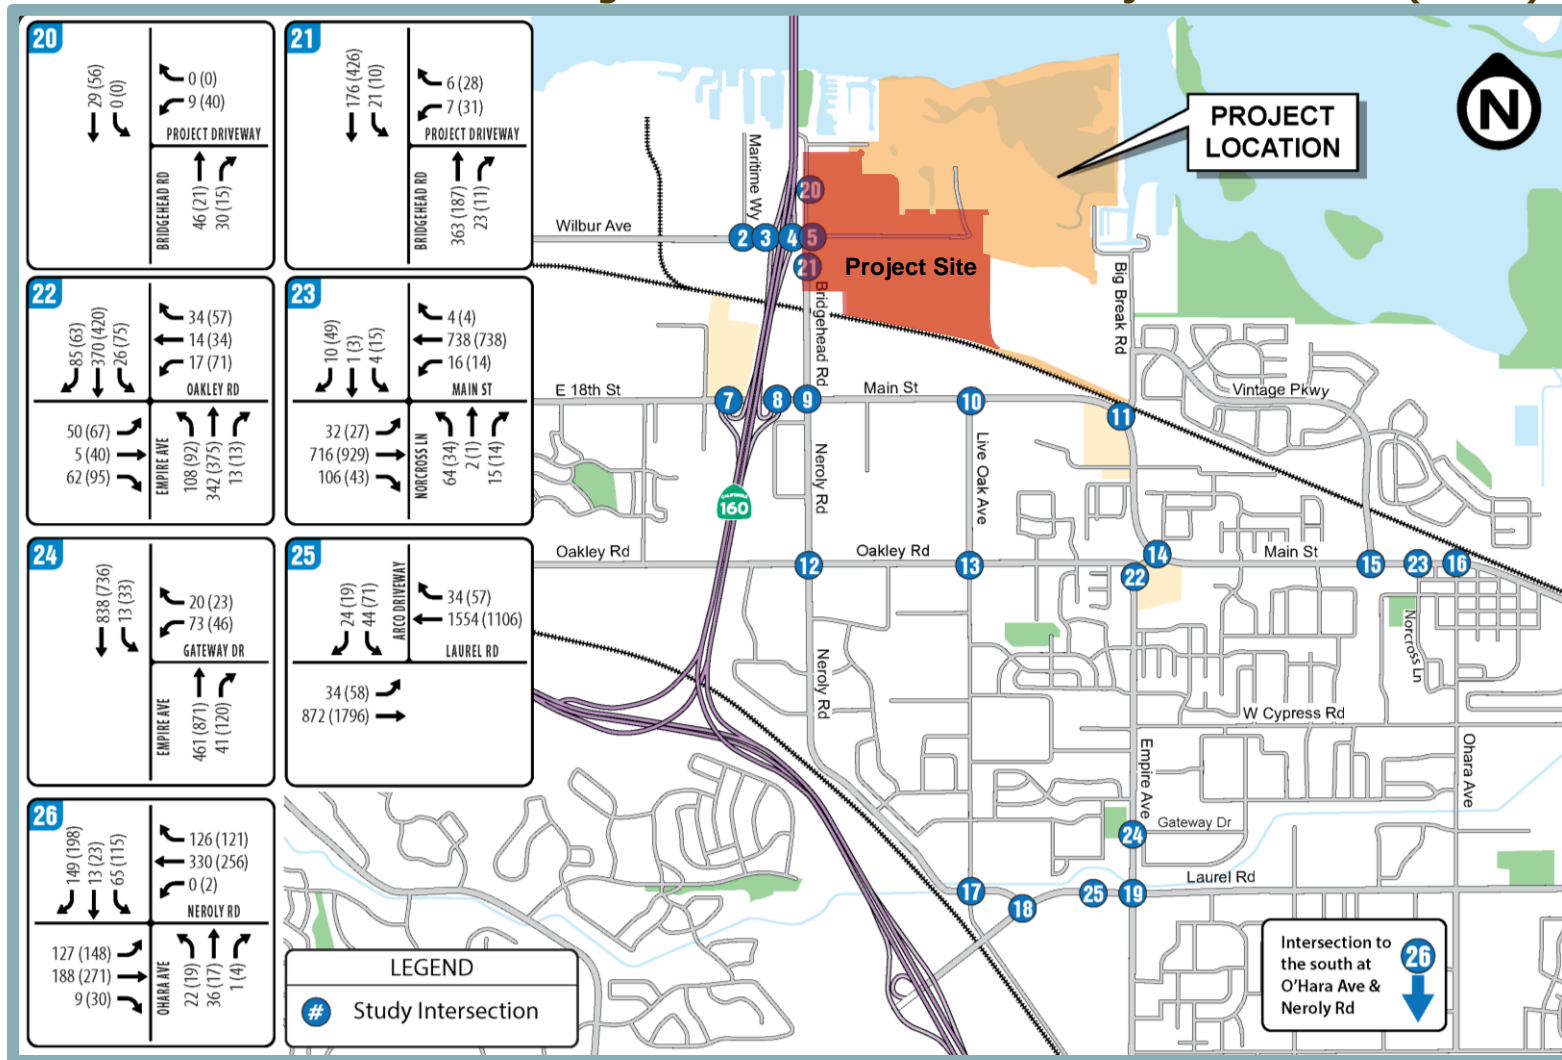 20
29 (56)
0 (0)
0 (0)
9 (40)
PROJECT DRIVEWAY
BRIDGEHEAD RD
46 (21)
30 (15)
21
176 (426)
21 (10)
6 (28)
7 (31)
PROJECT DRIVEWAY
BRIDGEHEAD RD
363 (187)
23 (11)
22
85 (63)
370 (420)
26 (75)
34 (57)
14 (34)
17 (71)
OAKLEY RD
50 (67)
5 (40)
62 (95)
EMPIRE AVE
108 (92)
342 (375)
13 (13)
23
10 (49)
1 (3)
4 (15)
4 (4)
738 (738)
16 (14)
MAIN ST
32 (27)
716 (929)
106 (43)
NORCROSS LN
64 (34)
2 (1)
15 (14)
24
838 (736)
13 (33)
20 (23)
73 (46)
GATEWAY DR
EMPIRE AVE
461 (871)
41 (120)
25
24 (19)
44 (71)
ARCO DRIVEWAY
34 (57)
1554 (1106)
LAUREL RD
34 (58)
872 (1796)
26
149 (198)
13 (23)
65 (115)
126 (121)
330 (256)
0 (2)
NEROLY RD
127 (148)
188 (271)
9 (30)
OHARA AVE
22 (19)
36 (17)
1 (4)
PROJECT
LOCATION
N
Maritime Wy
20
Wilbur Ave
2
3
4
5
21
Project Site
Bridgehead Rd
Big Break Rd
E 18th St
7
8
9
Main St
10
11
Vintage Pkwy
Neroly Rd
Live Oak Ave
CALIFORNIA
160
Oakley Rd
12
Oakley Rd
13
14
22
Main St
15
23
16
Norcross Ln
Neroly Rd
W Cypress Rd
Empire Ave
Ohara Ave
24
Gateway Dr
17
18
25
19
Laurel Rd
LEGEND
#
Study Intersection
Intersection to
the south at
O'Hara Ave &
Neroly Rd
26